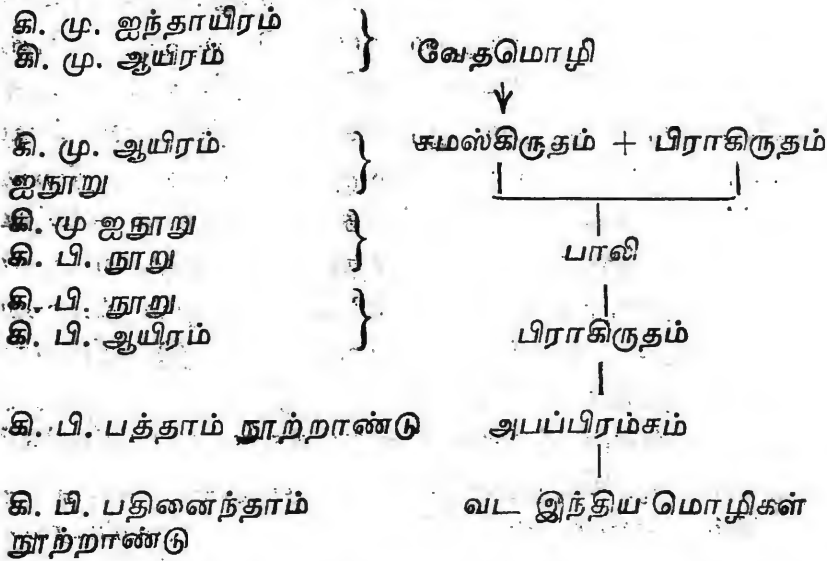 கி. மு. ஐந்தாயிரம்
கி. மு. ஆயிரம் } வேதமொழி
கி. மு. ஆயிரம் } சமஸ்கிருதம் + பிராகிருதம்
ஐநூறு
கி. மு ஐநூறு
கி. பி. நூறு } பாலி
கி. பி. நூறு
கி. பி. ஆயிரம் } பிராகிருதம்
கி. பி. பத்தாம் நூற்றாண்டு அபப்பிரம்சம்
கி. பி. பதினைந்தாம் வட இந்திய மொழிகள்
நூற்றாண்டு